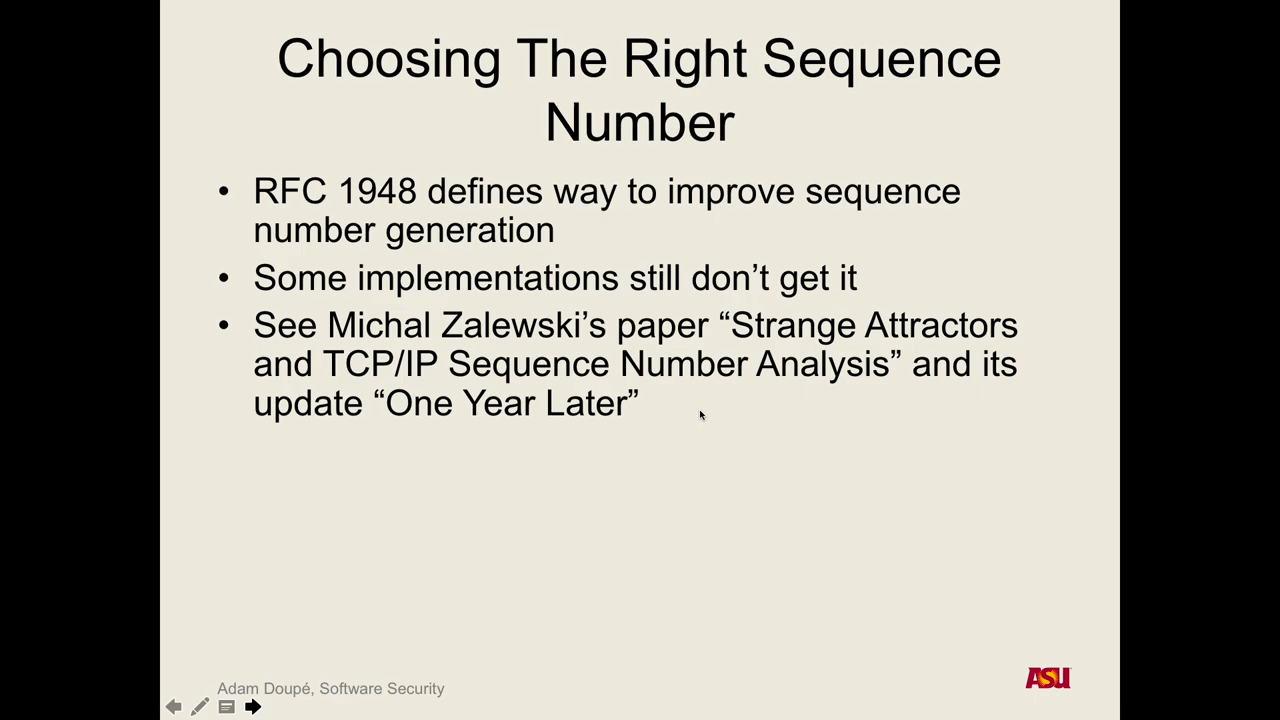 Choosing The Right Sequence
Number
• RFC 1948 defines way to improve sequence
number generation
• Some implementations still don’t get it
• See Michal Zalewski’s paper “Strange Attractors
and TCP/IP Sequence Number Analysis” and its
update “One Year Later”
Adam Doupé, Software Security
ASU